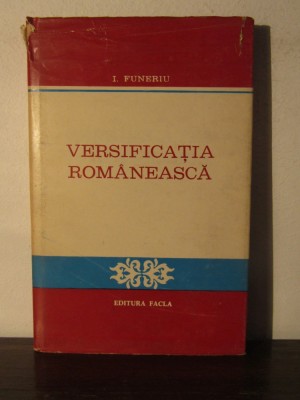 I. FUNERIU
VERSIFICAȚIA
ROMÂNEASCĂ
EDITURA FACLA